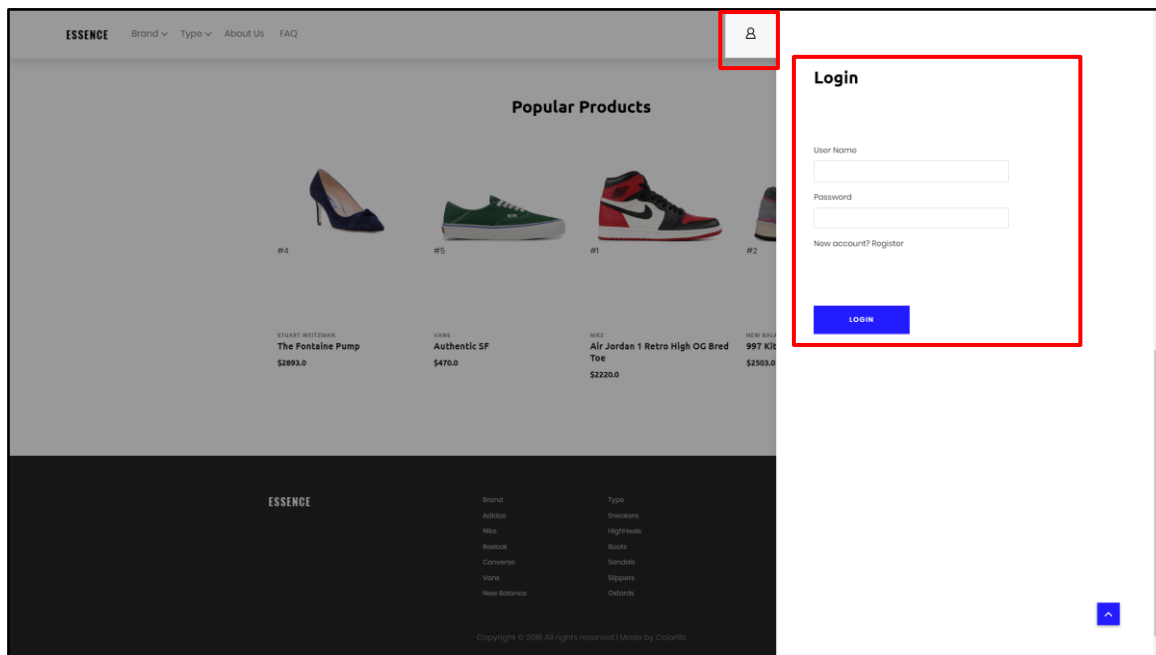 ESSENCE Brand Type About Us FAQ
Login
Popular Products
User Name
Password
New account? Register
LOGIN
#4 #5 #1 #2
STUART WEITZMAN VANS NIKE
The Fontaine Pump Authentic SF Air Jordan 1 Retro High OG Bred 997
Toe
$2893.0 $470.0 $2503.0
$2220.0
ESSENCE
Brand Type
Adidas Sneakers
Nike HighHeels
Reebok Boots
Converse Sandals
Vans Slippers
New Balance Oxfords
Copyright © 2018 All rights reserved | Made by Colorlib